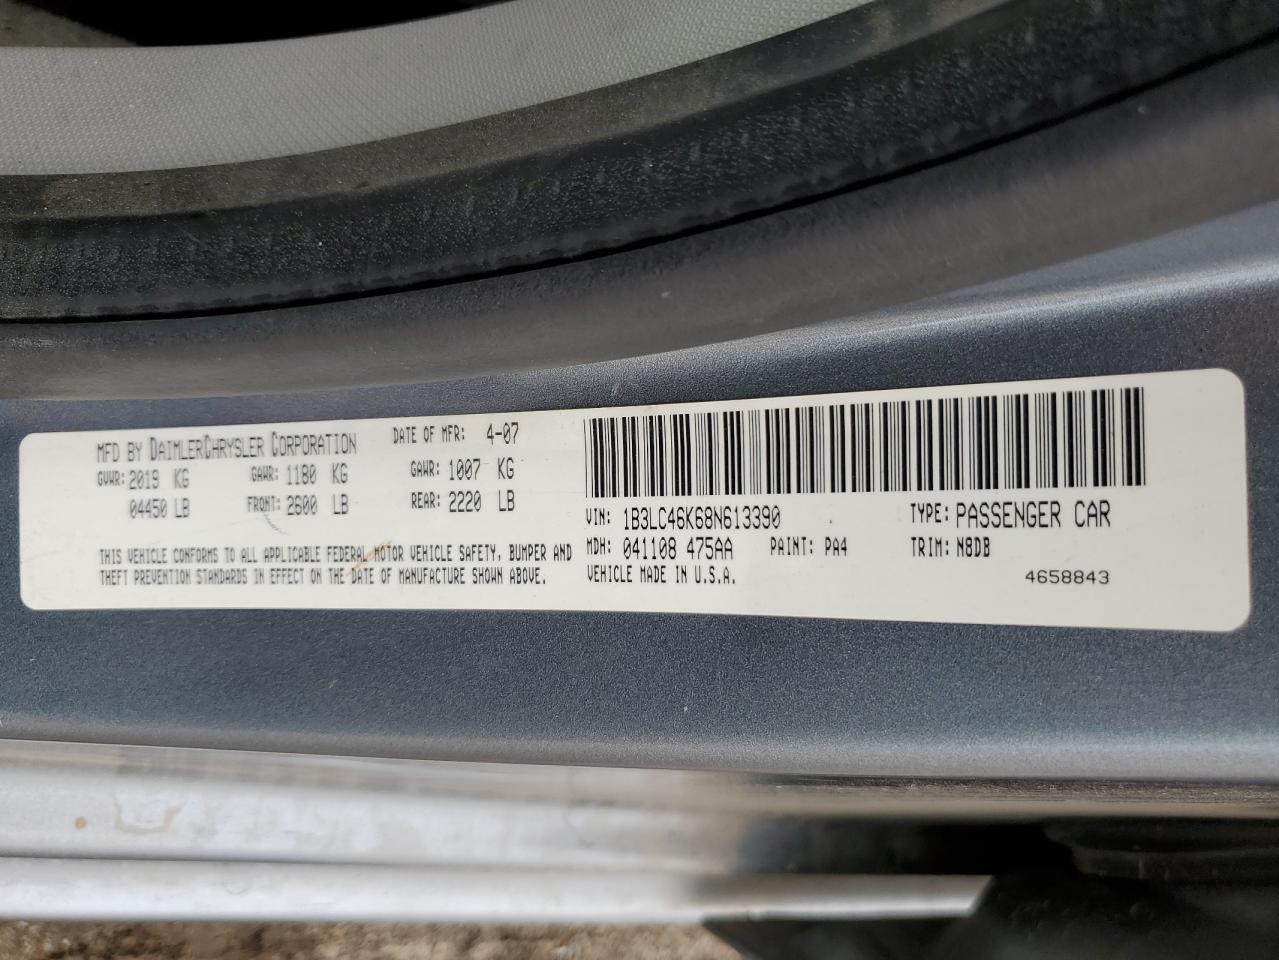 MFD BY DAIMLERCHRYSLER CORPORATION DATE OF MFR: 4-07
GVWR: 2019 KG GAWR: 1180 KG GAWR: 1007 KG
04450 LB FRONT: 2600 LB REAR: 2220 LB
THIS VEHICLE CONFORMS TO ALL APPLICABLE FEDERAL MOTOR VEHICLE SAFETY, BUMPER AND
THEFT PREVENTION STANDARDS IN EFFECT ON THE DATE OF MANUFACTURE SHOWN ABOVE.
VIN: 1B3LC46K68N613390 TYPE: PASSENGER CAR
MDH: 041108 475AA PAINT: PA4 TRIM: N8DB
VEHICLE MADE IN U.S.A. 4658843